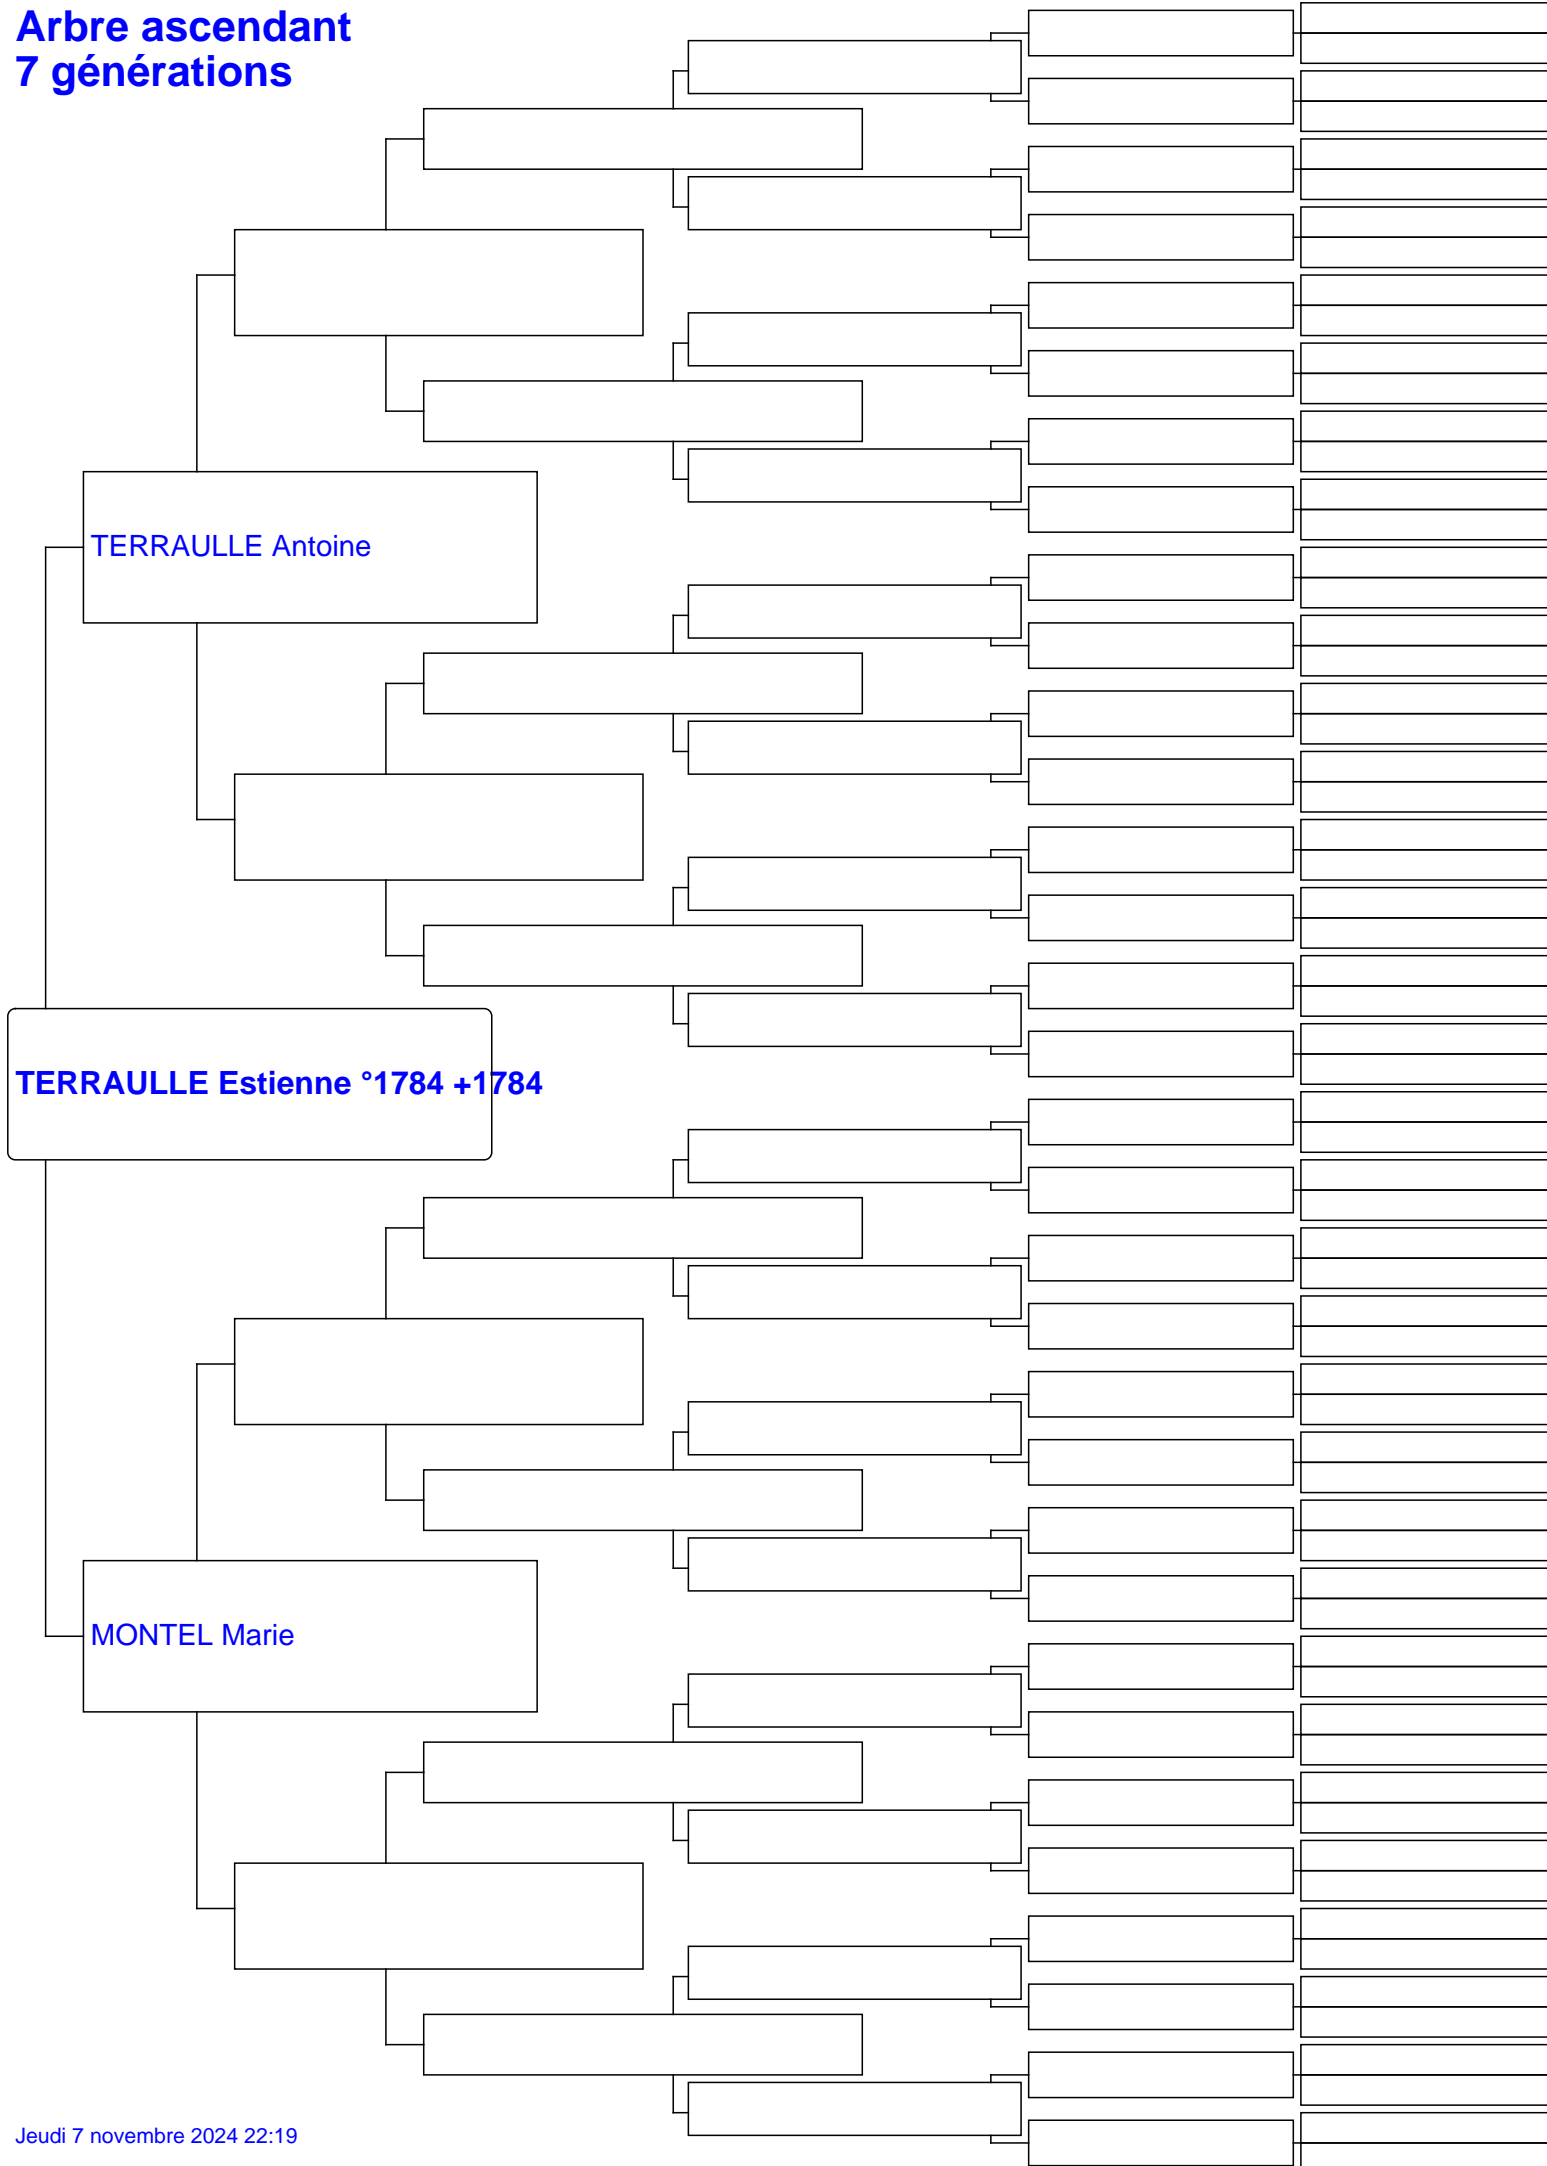 Arbre ascendant
7 générations
TERRAULLE Antoine
TERRAULLE Estienne °1784 +1784
MONTEL Marie
Jeudi 7 novembre 2024 22:19